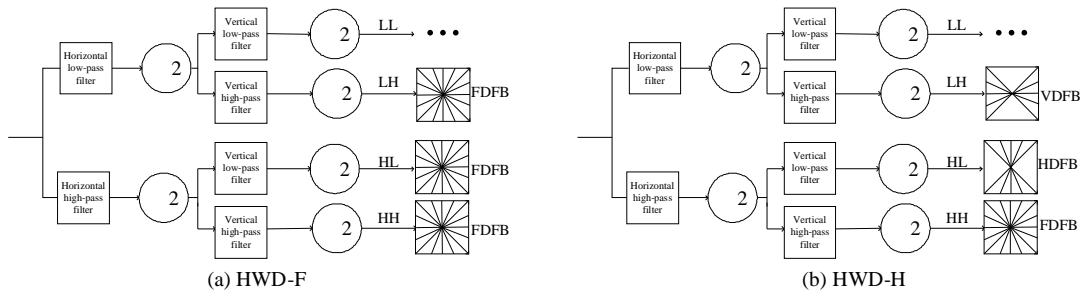 Horizontal
low-pass
filter
2
Vertical
low-pass
filter
2
LL
Vertical
high-pass
filter
2
LH
FDFB
Horizontal
high-pass
filter
2
Vertical
low-pass
filter
2
HL
FDFB
Vertical
high-pass
filter
2
HH
FDFB
(a) HWD-F
Horizontal
low-pass
filter
2
Vertical
low-pass
filter
2
LL
Vertical
high-pass
filter
2
LH
VDFB
Horizontal
high-pass
filter
2
Vertical
low-pass
filter
2
HL
HDFB
Vertical
high-pass
filter
2
HH
FDFB
(b) HWD-H